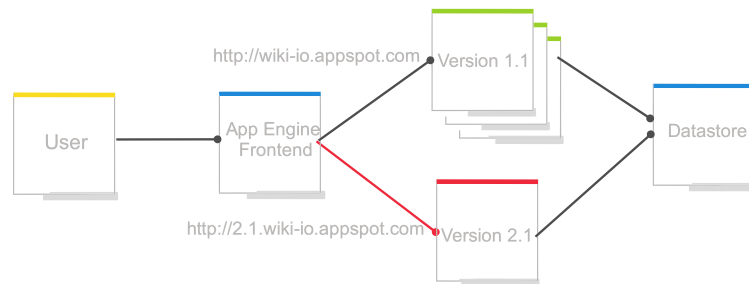 http://wiki-io.appspot.com
Version 1.1
User
App Engine
Frontend
Datastore
http://2.1.wiki-io.appspot.com
Version 2.1